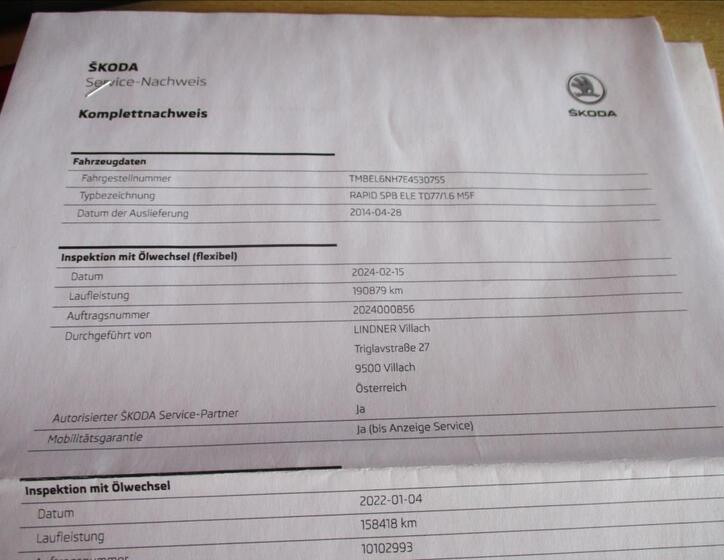 ŠKODA
Service-Nachweis
Komplettnachweis
ŠKODA
Fahrzeugdaten
Fahrgestellnummer TMBEL6NH7E4530755
Typbezeichnung RAPID SPB ELE TD77/1.6 M5F
Datum der Auslieferung 2014-04-28
Inspektion mit Ölwechsel (flexibel)
Datum 2024-02-15
Laufleistung 190879 km
Auftragsnummer 2024000856
Durchgeführt von LINDNER Villach
Triglavstraße 27
9500 Villach
Österreich
Autorisierter ŠKODA Service-Partner Ja
Mobilitätsgarantie Ja (bis Anzeige Service)
Inspektion mit Ölwechsel
Datum 2022-01-04
Laufleistung 158418 km
Auftragsnummer 10102993